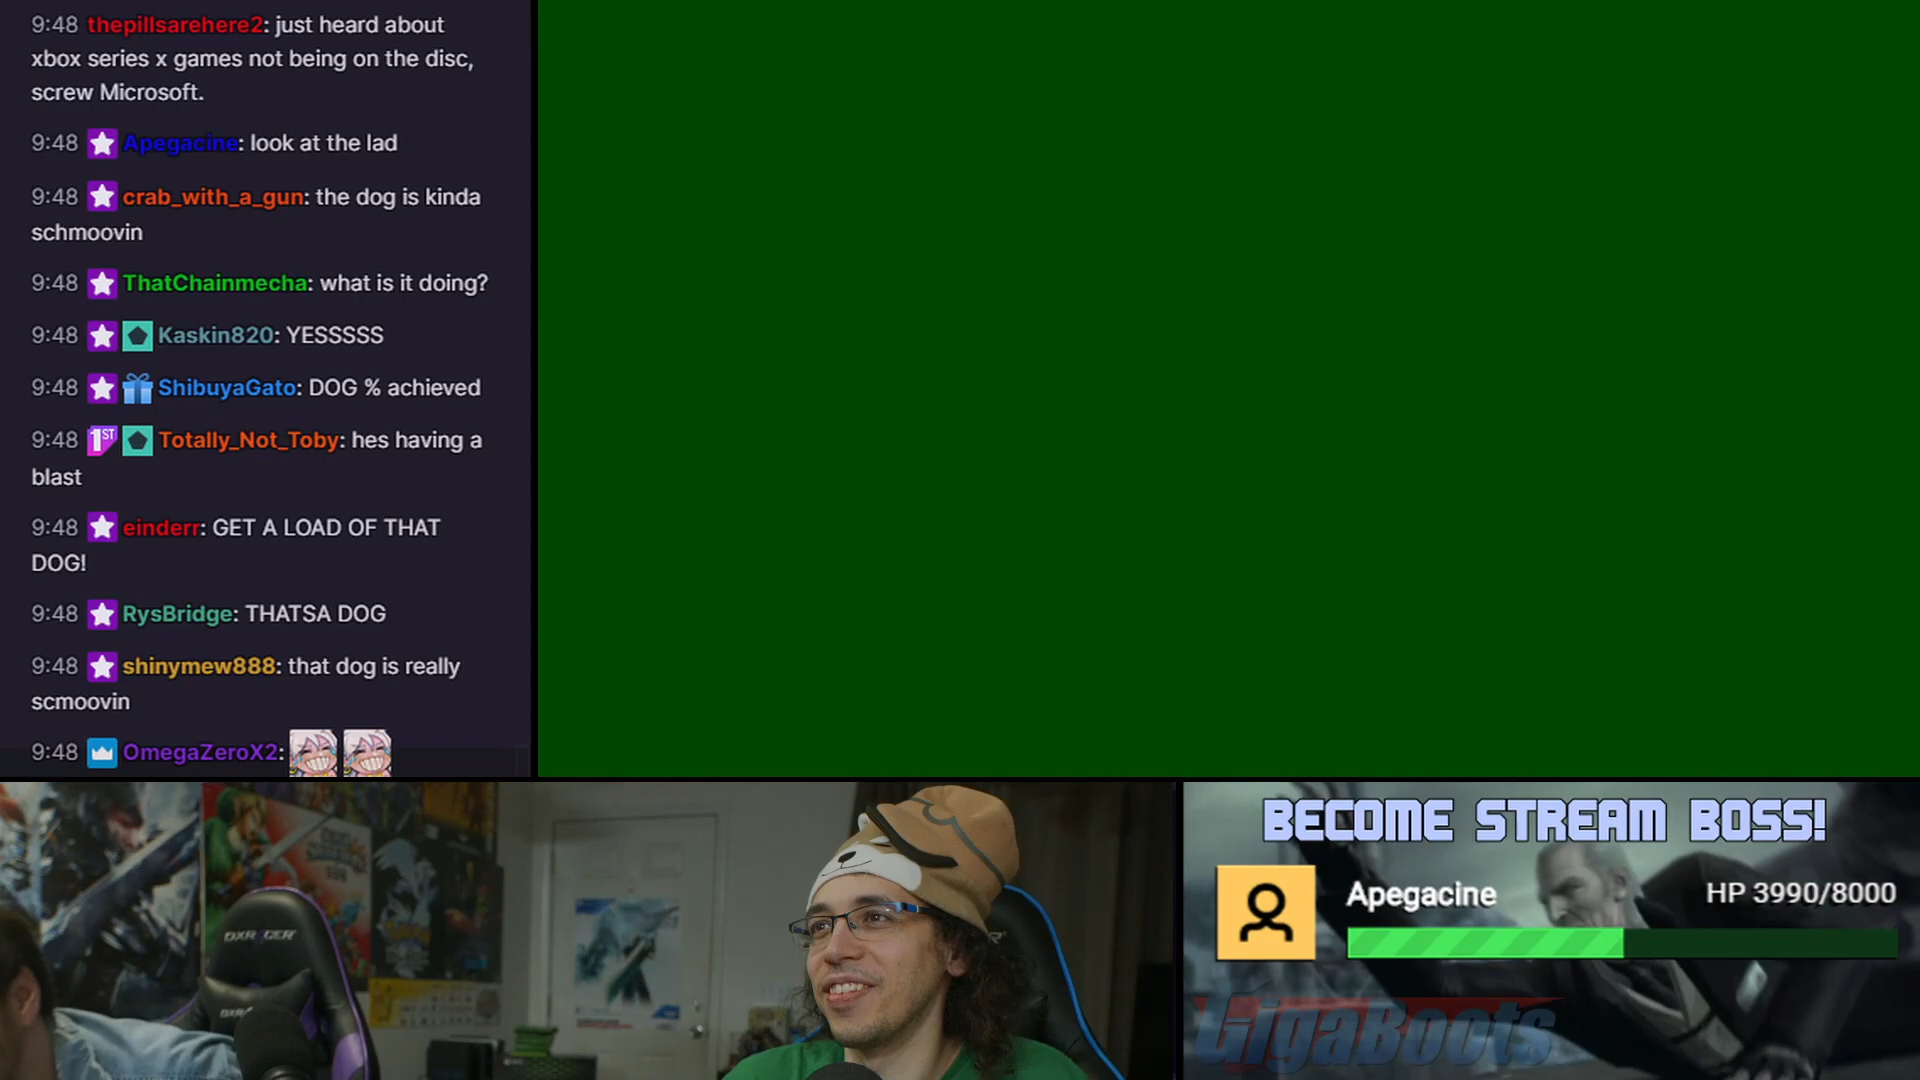 9:48 thepillsarehere2: just heard about
xbox series x games not being on the disc,
screw Microsoft.
9:48 Apegacine: look at the lad
9:48 crab_with_a_gun: the dog is kinda
schmoovin
9:48 ThatChainmecha: what is it doing?
9:48 Kaskin820: YESSSSS
9:48 ShibuyaGato: DOG % achieved
9:48 1ST Totally_Not_Toby: hes having a
blast
9:48 einderr: GET A LOAD OF THAT
DOG!
9:48 RysBridge: THATSA DOG
9:48 shinymew888: that dog is really
scmoovin
9:48 OmegaZeroX2:
BECOME STREAM BOSS!
Apegacine HP 3990/8000
GigaBoots
DXRACER